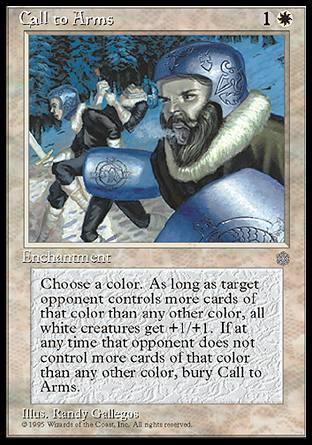 Call to Arms 1
Enchantment
Choose a color. As long as target
opponent controls more cards of
that color than any other color, all
white creatures get +1/+1. If at
any time that opponent does not
control more cards of that color
than any other color, bury Call to
Arms.
Illus. Randy Gallegos
©1995 Wizards of the Coast, Inc. All rights reserved.